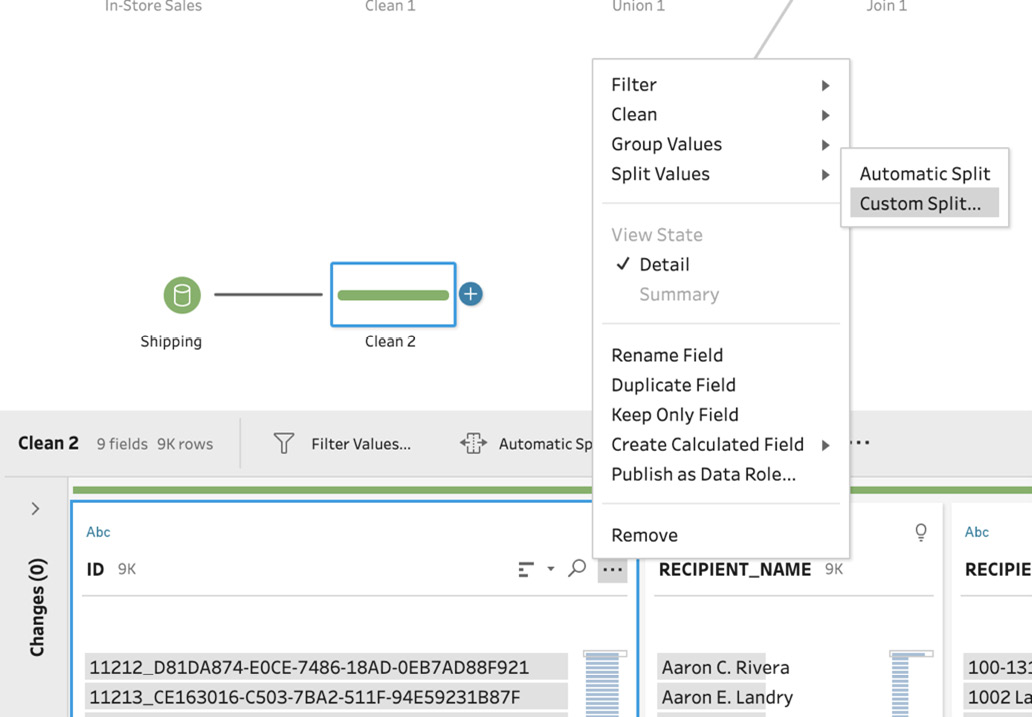 In-Store Sales
Clean 1
Union 1
Join 1
Filter
Clean
Group Values
Split Values
Automatic Split
Custom Split...
View State
✓ Detail
Summary
Rename Field
Duplicate Field
Keep Only Field
Create Calculated Field
Publish as Data Role...
Remove
Shipping
Clean 2
Clean 2 9 fields 9K rows
Filter Values...
Automatic Sp
...
Changes (0)
Abc
ID 9K
...
11212_D81DA874-E0CE-7486-18AD-0EB7AD88F921
11213_CE163016-C503-7BA2-511F-94E59231B87F
RECIPIENT_NAME 9K
Aaron C. Rivera
Aaron E. Landry
Abc
RECIPIE
100-131
1002 La